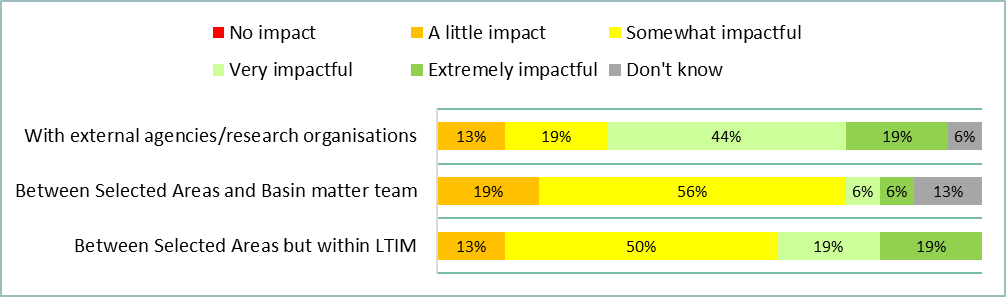 No impact A little impact Somewhat impactful
Very impactful Extremely impactful Don't know
With external agencies/research organisations 13% 19% 44% 19% 6%
Between Selected Areas and Basin matter team 19% 56% 6% 6% 13%
Between Selected Areas but within LTIM 13% 50% 19% 19%